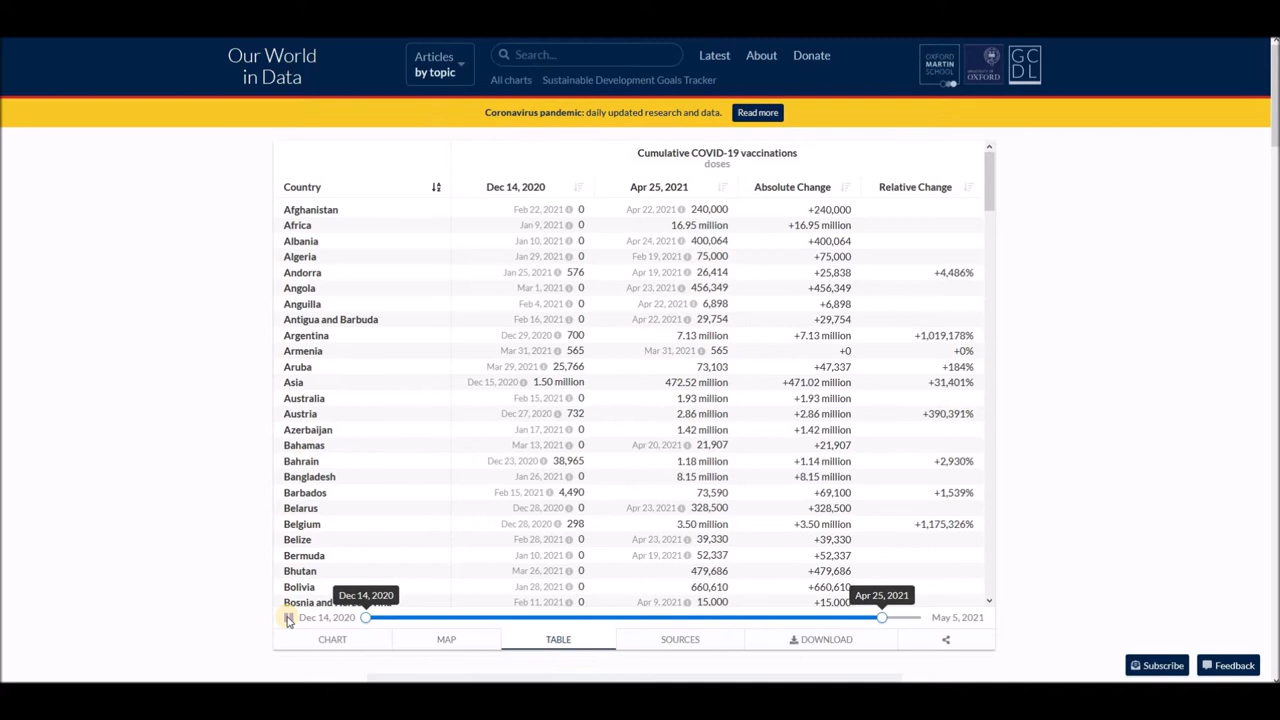 Our World
in Data
Articles
by topic
Search...
Latest
About
Donate
All charts
Sustainable Development Goals Tracker
OXFORD
MARTIN
SCHOOL
OXFORD
GC
DL
Coronavirus pandemic: daily updated research and data.
Read more
Cumulative COVID-19 vaccinations
doses
Country Dec 14, 2020 Apr 25, 2021 Absolute Change Relative Change
Afghanistan Feb 22, 2021 0 Apr 22, 2021 240,000 +240,000
Africa Jan 9, 2021 0 16.95 million +16.95 million
Albania Jan 10, 2021 0 Apr 24, 2021 400,064 +400,064
Algeria Jan 29, 2021 0 Feb 19, 2021 75,000 +75,000
Andorra Jan 25, 2021 576 Apr 19, 2021 26,414 +25,838 +4,486%
Angola Mar 1, 2021 0 Apr 23, 2021 456,349 +456,349
Anguilla Feb 4, 2021 0 Apr 22, 2021 6,898 +6,898
Antigua and Barbuda Feb 16, 2021 0 Apr 22, 2021 29,754 +29,754
Argentina Dec 29, 2020 700 7.13 million +7.13 million +1,019,178%
Armenia Mar 31, 2021 565 Mar 31, 2021 565 +0 +0%
Aruba Mar 29, 2021 25,766 73,103 +47,337 +184%
Asia Dec 15, 2020 1.50 million 472.52 million +471.02 million +31,401%
Australia Feb 15, 2021 0 1.93 million +1.93 million
Austria Dec 27, 2020 732 2.86 million +2.86 million +390,391%
Azerbaijan Jan 17, 2021 0 1.42 million +1.42 million
Bahamas Mar 13, 2021 0 Apr 20, 2021 21,907 +21,907
Bahrain Dec 23, 2020 38,965 1.18 million +1.14 million +2,930%
Bangladesh Jan 26, 2021 0 8.15 million +8.15 million
Barbados Feb 15, 2021 4,490 73,590 +69,100 +1,539%
Belarus Dec 28, 2020 0 Apr 23, 2021 328,500 +328,500
Belgium Dec 28, 2020 298 3.50 million +3.50 million +1,175,326%
Belize Feb 28, 2021 0 Apr 23, 2021 39,330 +39,330
Bermuda Jan 10, 2021 0 Apr 19, 2021 52,337 +52,337
Bhutan Mar 26, 2021 0 479,686 +479,686
Bolivia Jan 28, 2021 0 660,610 +660,610
Bosnia and Feb 11, 2021 0 Apr 9, 2021 15,000 +15,000
Dec 14, 2020 Apr 25, 2021
Dec 14, 2020 May 5, 2021
CHART MAP TABLE SOURCES DOWNLOAD
Subscribe Feedback